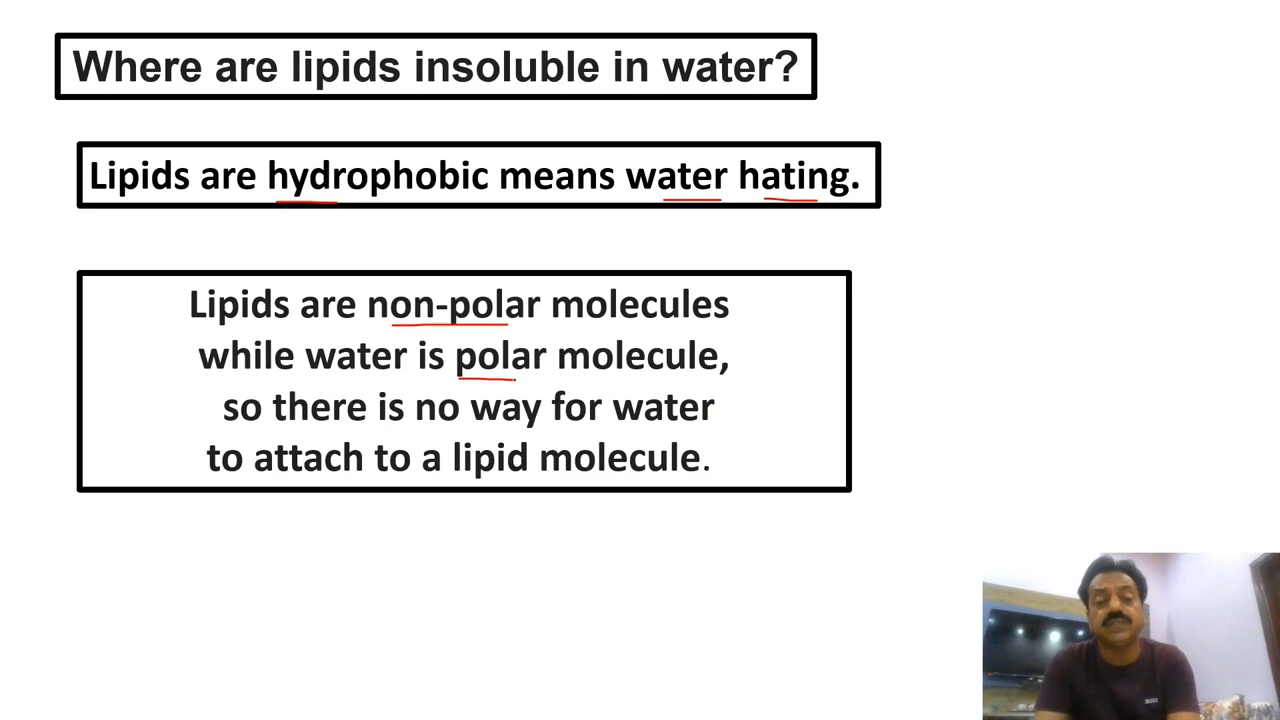 Where are lipids insoluble in water?
Lipids are hydrophobic means water hating.
Lipids are non-polar molecules
while water is polar molecule,
so there is no way for water
to attach to a lipid molecule.